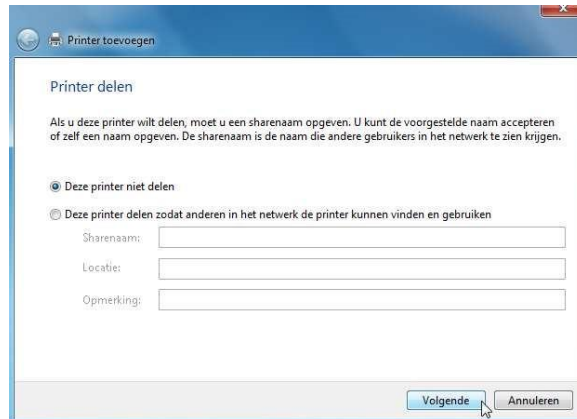 Printer toevoegen
Printer delen
Als u deze printer wilt delen, moet u een sharenaam opgeven. U kunt de voorgestelde naam accepteren
of zelf een naam opgeven. De sharenaam is de naam die andere gebruikers in het netwerk te zien krijgen.
Deze printer niet delen
Deze printer delen zodat anderen in het netwerk de printer kunnen vinden en gebruiken
Sharenaam:
Locatie:
Opmerking:
Volgende Annuleren